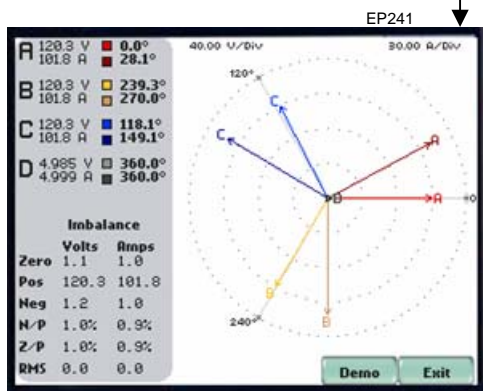 EP241
40.00 V/Div
30.00 A/Div
A 120.3 V 0.0°
101.8 A 28.1°
B 120.3 V 239.3°
101.8 A 270.0°
C 120.3 V 118.1°
101.8 A 149.1°
D 4.985 V 360.0°
4.999 A 360.0°
Imbalance
Volts Amps
Zero 1.1 1.0
Pos 120.3 101.8
Neg 1.2 1.0
N/P 1.0% 0.9%
Z/P 1.0% 0.9%
RMS 0.0 0.0
120°
C
C
A
D
A
0
B
B
240°
Demo
Exit